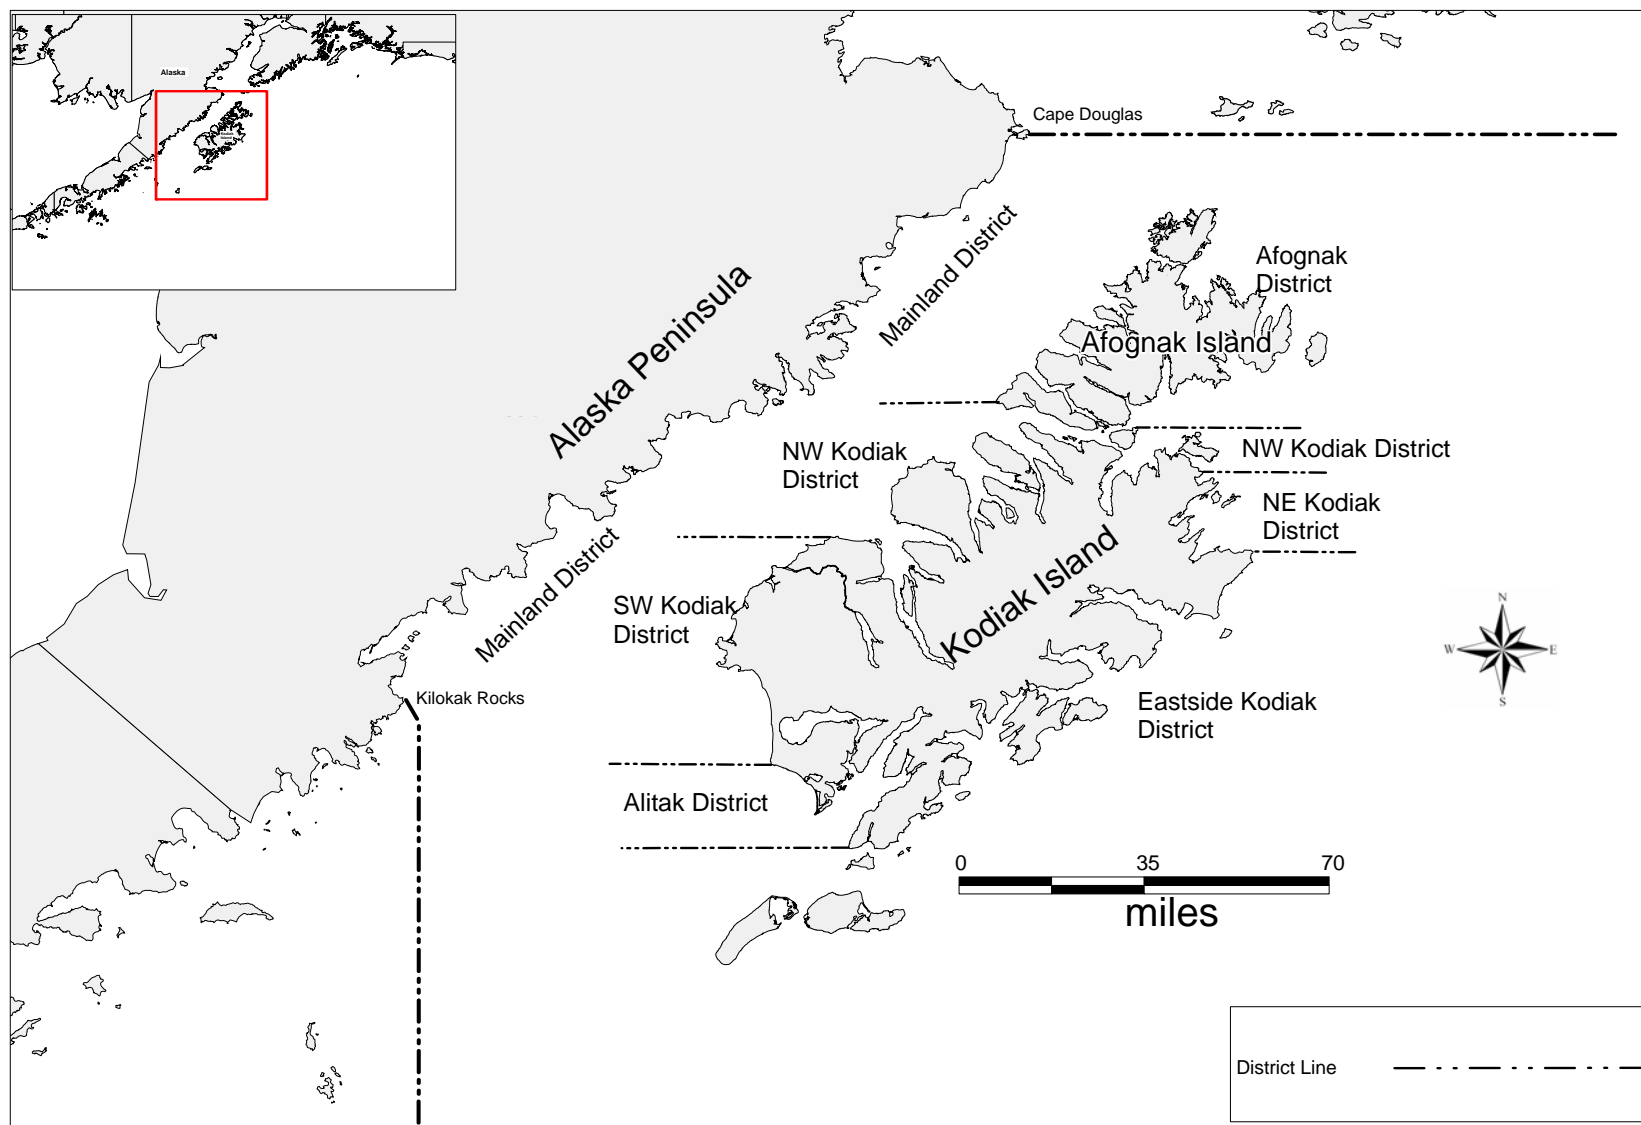 Alaska
Cape Douglas
Mainland District
Afognak
District
Alaska Peninsula
Afognak Island
NW Kodiak
District
NW Kodiak District
NE Kodiak
District
Kodiak Island
Mainland District
SW Kodiak
District
N
W
E
S
Kilokak Rocks
Eastside Kodiak
District
Alitak District
0 35 70
miles
District Line